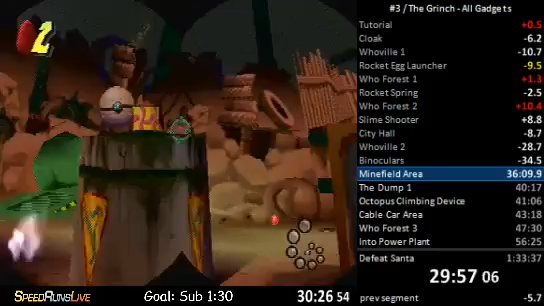 2
#3 / The Grinch - All Gadgets
Tutorial +0.5
Cloak -6.2
Whoville 1 -10.7
Rocket Egg Launcher -9.5
Who Forest 1 +1.3
Rocket Spring -2.5
Who Forest 2 +10.4
Slime Shooter +8.8
City Hall -8.7
Whoville 2 -28.7
Binoculars -34.5
Minefield Area 36:09.9
The Dump 1 40:17
Octopus Climbing Device 41:06
Cable Car Area 43:18
Who Forest 3 47:30
Into Power Plant 56:25
Defeat Santa 1:33:37
29:57 06
prev segment -5.7
SPEEDRUNSLIVE Goal: Sub 1:30 30:26 54